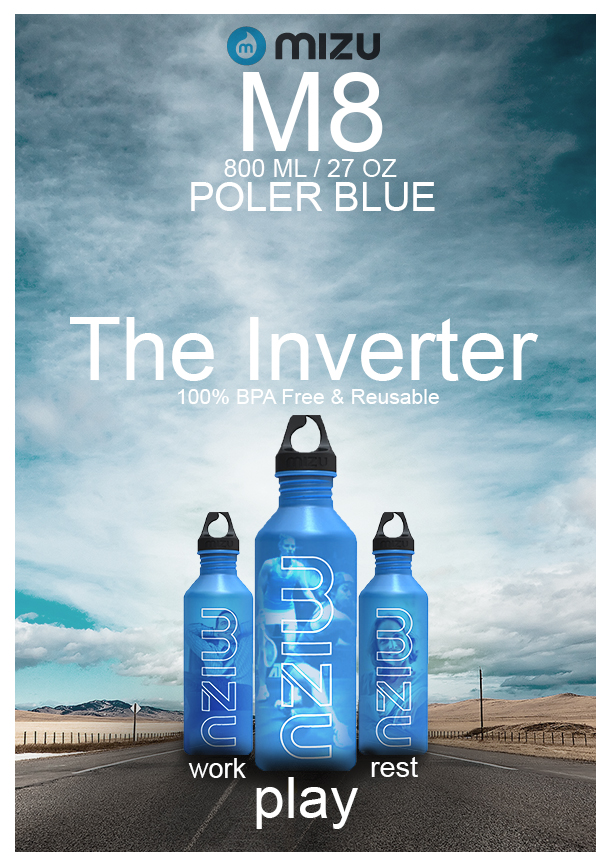 m MIZU
M8
800 ML / 27 OZ
POLER BLUE
The Inverter
100% BPA Free & Reusable
MIZU
MIZU
MIZU
MIZU
work
rest
play